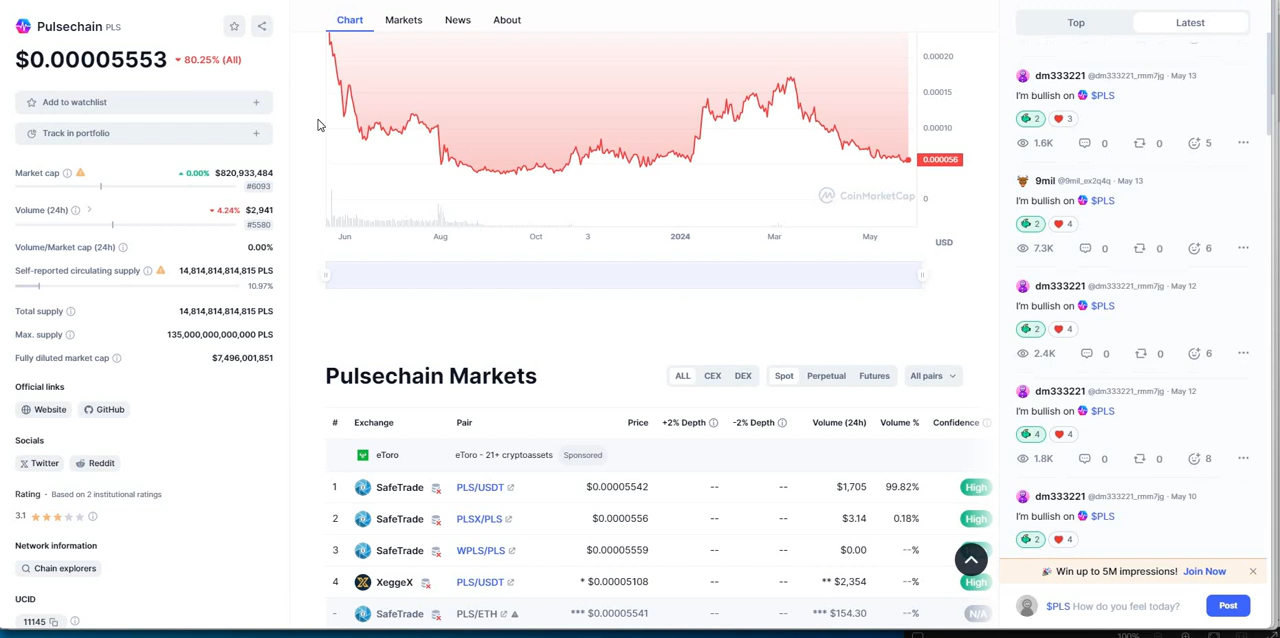 Pulsechain PLS
$0.00005553 80.25% (All)
Add to watchlist +
Track in portfolio +
Market cap 0.00% $820,933,484
#6093
Volume (24h) 4.24% $2,941
#5580
Volume/Market cap (24h) 0.00%
Self-reported circulating supply 14,814,814,814,815 PLS
10.97%
Total supply 14,814,814,814,815 PLS
Max. supply 135,000,000,000,000 PLS
Fully diluted market cap $7,496,001,851
Official links
Website GitHub
Socials
Twitter Reddit
Rating · Based on 2 institutional ratings
3.1
Network information
Chain explorers
UCID
11145
Chart Markets News About
0.00020
0.00015
0.00010
0.000056
0
CoinMarketCap
Jun Aug Oct 3 2024 Mar May
USD
Pulsechain Markets
ALL CEX DEX Spot Perpetual Futures All pairs
# Exchange Pair Price +2% Depth -2% Depth Volume (24h) Volume % Confidence
eToro eToro - 21+ cryptoassets Sponsored
1 SafeTrade PLS/USDT $0.00005542 -- -- $1,705 99.82% High
2 SafeTrade PLSX/PLS $0.0000556 -- -- $3.14 0.18% High
3 SafeTrade WPLS/PLS $0.00005559 -- -- $0.00 --%
4 XeggeX PLS/USDT * $0.00005108 -- -- ** $2,354 --% High
- SafeTrade PLS/ETH *** $0.00005541 -- -- *** $154.30 --% N/A
Top Latest
dm333221 @dm333221_rmm7jg · May 13
I'm bullish on $PLS
2 3
1.6K 0 0 5
9mil @9mil_ex2q4q · May 13
I'm bullish on $PLS
2 4
7.3K 0 0 6
dm333221 @dm333221_rmm7jg · May 12
I'm bullish on $PLS
2 4
2.4K 0 0 6
dm333221 @dm333221_rmm7jg · May 12
I'm bullish on $PLS
4 4
1.8K 0 0 8
dm333221 @dm333221_rmm7jg · May 10
I'm bullish on $PLS
2 4
Win up to 5M impressions! Join Now
$PLS How do you feel today? Post
100%